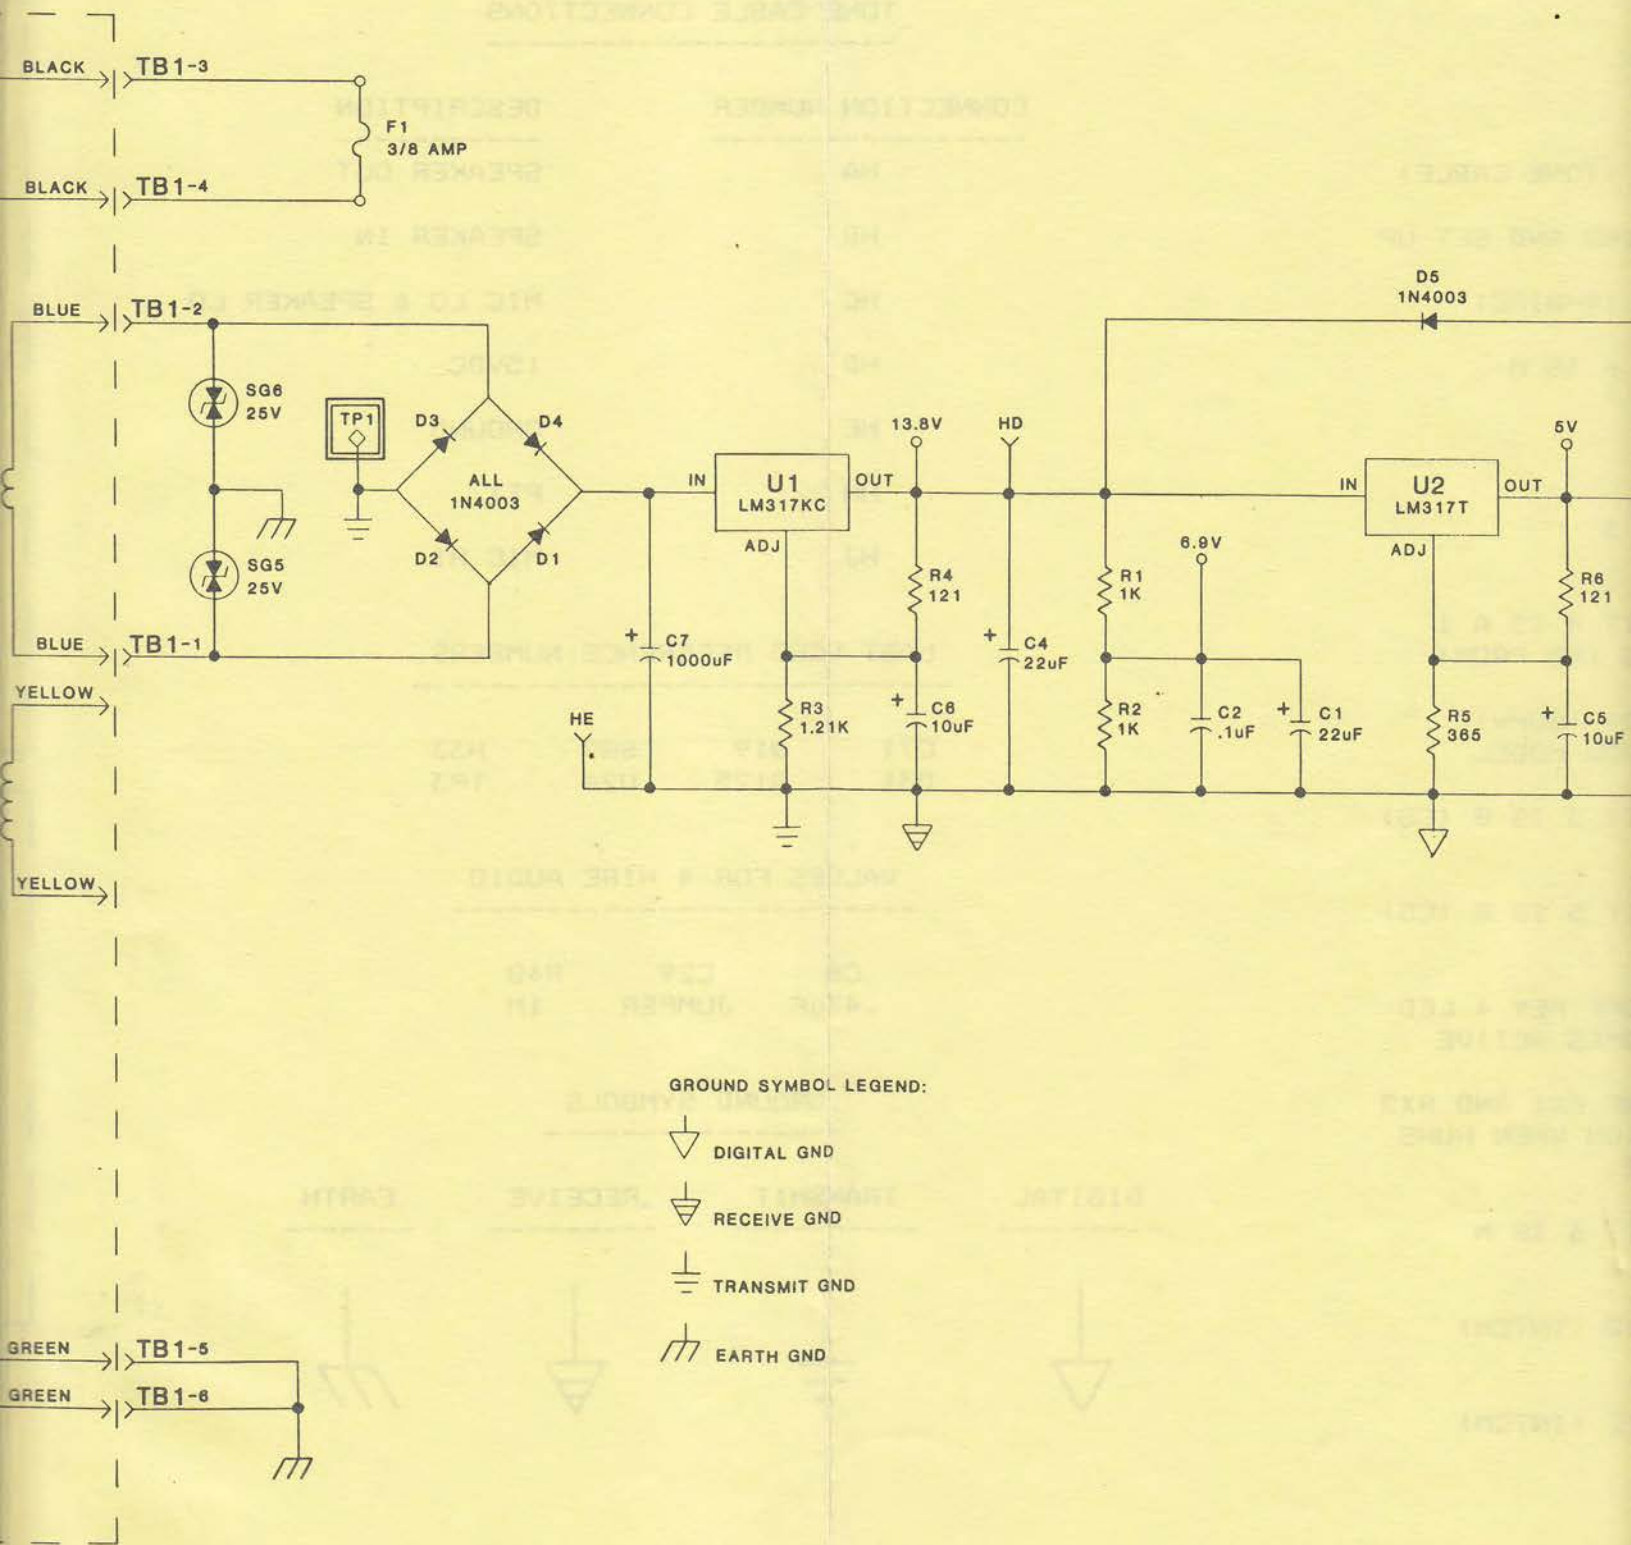 BLACK TB1-3
F1
3/8 AMP
BLACK TB1-4
BLUE TB1-2
D5
1N4003
SG6
25V
TP1
D3
D4
ALL
1N4003
D2
D1
SG5
25V
BLUE TB1-1
IN
U1
LM317KC
OUT
ADJ
13.8V
HD
R4
121
C7
1000uF
+
HE
R3
1.21K
+
C6
10uF
+
C4
22uF
R1
1K
6.9V
R2
1K
C2
.1uF
+
C1
22uF
IN
U2
LM317T
OUT
ADJ
5V
R6
121
R5
365
+
C5
10uF
YELLOW
YELLOW
GROUND SYMBOL LEGEND:
DIGITAL GND
RECEIVE GND
TRANSMIT GND
EARTH GND
GREEN TB1-5
GREEN TB1-6